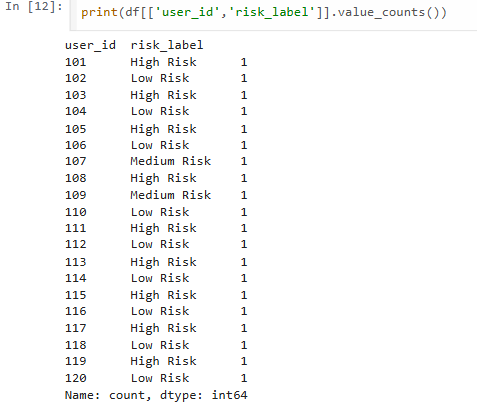 In [12]: print(df[['user_id','risk_label']].value_counts())
user_id risk_label
101 High Risk 1
102 Low Risk 1
103 High Risk 1
104 Low Risk 1
105 High Risk 1
106 Low Risk 1
107 Medium Risk 1
108 High Risk 1
109 Medium Risk 1
110 Low Risk 1
111 High Risk 1
112 Low Risk 1
113 High Risk 1
114 Low Risk 1
115 High Risk 1
116 Low Risk 1
117 High Risk 1
118 Low Risk 1
119 High Risk 1
120 Low Risk 1
Name: count, dtype: int64